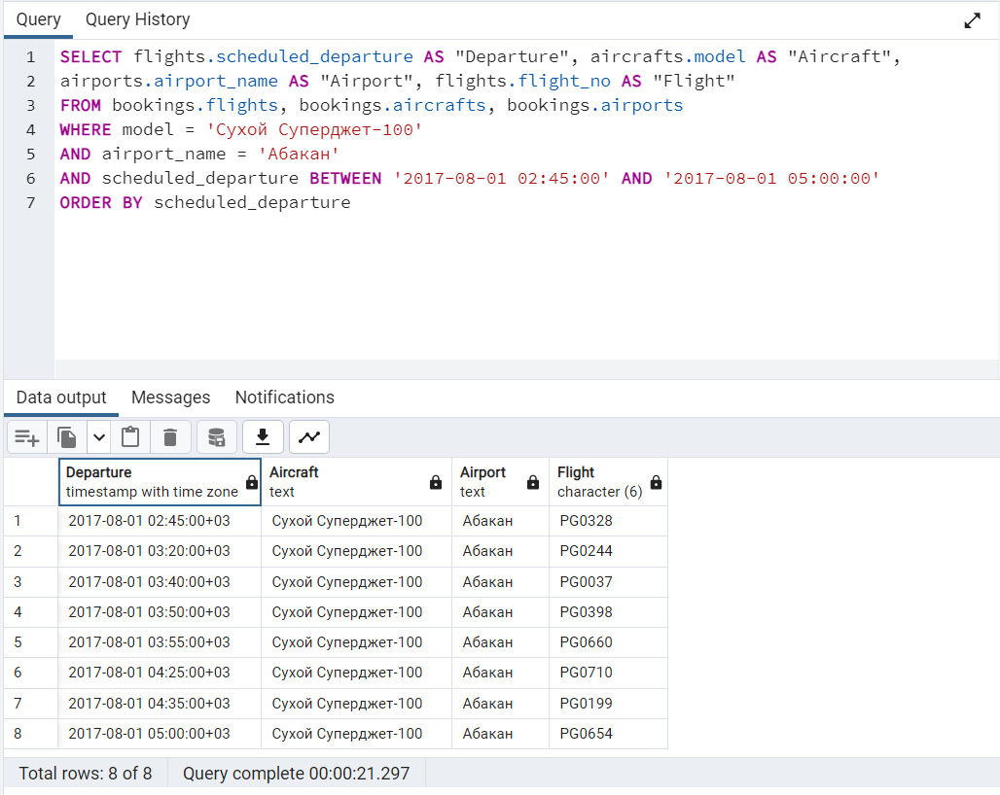 Query Query History
1 SELECT flights.scheduled_departure AS "Departure", aircrafts.model AS "Aircraft",
2 airports.airport_name AS "Airport", flights.flight_no AS "Flight"
3 FROM bookings.flights, bookings.aircrafts, bookings.airports
4 WHERE model = 'Сухой Суперджет-100'
5 AND airport_name = 'Абакан'
6 AND scheduled_departure BETWEEN '2017-08-01 02:45:00' AND '2017-08-01 05:00:00'
7 ORDER BY scheduled_departure
Data output Messages Notifications
Departure Aircraft Airport Flight
timestamp with time zone text text character (6)
1 2017-08-01 02:45:00+03 Сухой Суперджет-100 Абакан PG0328
2 2017-08-01 03:20:00+03 Сухой Суперджет-100 Абакан PG0244
3 2017-08-01 03:40:00+03 Сухой Суперджет-100 Абакан PG0037
4 2017-08-01 03:50:00+03 Сухой Суперджет-100 Абакан PG0398
5 2017-08-01 03:55:00+03 Сухой Суперджет-100 Абакан PG0660
6 2017-08-01 04:25:00+03 Сухой Суперджет-100 Абакан PG0710
7 2017-08-01 04:35:00+03 Сухой Суперджет-100 Абакан PG0199
8 2017-08-01 05:00:00+03 Сухой Суперджет-100 Абакан PG0654
Total rows: 8 of 8 Query complete 00:00:21.297